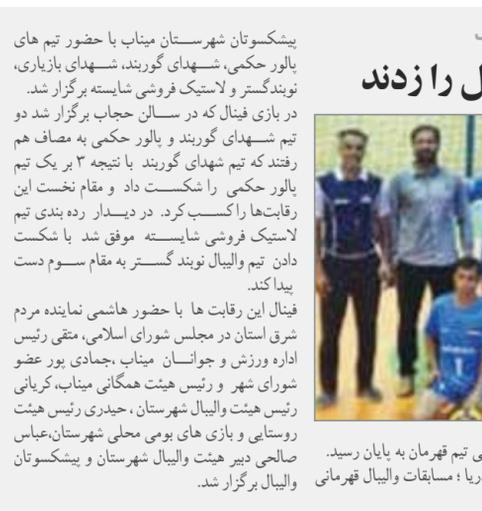 ل را زدند
ی تیم قهرمان به پایان رسید.
دریا ؛ مسابقات والیبال قهرمانی
پیشکسوتان شهرستان میناب با حضور تیم های
پالور حکمی، شهدای گوربند، شهدای بازیاری،
نوبندگستر و لاستیک فروشی شایسته برگزار شد.
در بازی فینال که در سالن حجاب برگزار شد دو
تیم شهدای گوربند و پالور حکمی به مصاف هم
رفتند که تیم شهدای گوربند با نتیجه ۳ بر یک تیم
پالور حکمی را شکست داد و مقام نخست این
رقابت‌ها را کسب کرد. در دیدار رده بندی تیم
لاستیک فروشی شایسته موفق شد با شکست
دادن تیم والیبال نوبند گستر به مقام سوم دست
پیدا کند.
فینال این رقابت ها با حضور هاشمی نماینده مردم
شرق استان در مجلس شورای اسلامی، متقی رئیس
اداره ورزش و جوانان میناب ،جمادی پور عضو
شورای شهر و رئیس هیئت همگانی میناب، کریانی
رئیس هیئت والیبال شهرستان ، حیدری رئیس هیئت
روستایی و بازی های بومی محلی شهرستان،عباس
صالحی دبیر هیئت والیبال شهرستان و پیشکسوتان
والیبال برگزار شد.